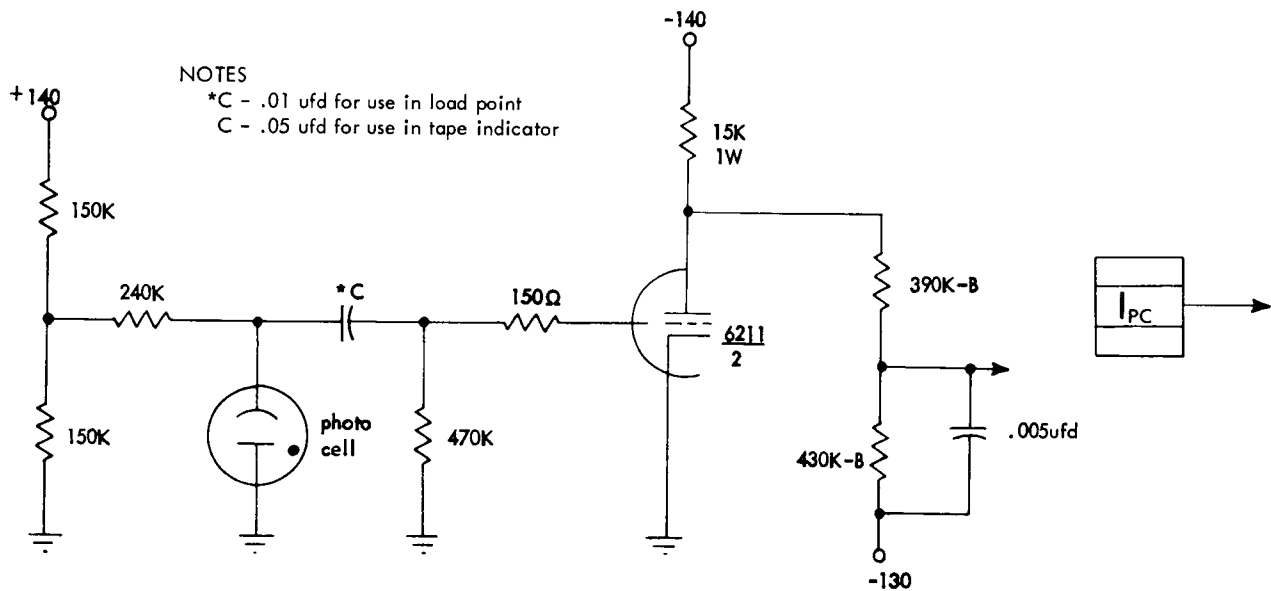 -140
NOTES
*C - .01 ufd for use in load point
C - .05 ufd for use in tape indicator
+140
15K
1W
150K
240K
*C
150Ω
390K-B
I PC
6211
2
photo
cell
150K
470K
430K-B
.005ufd
-130